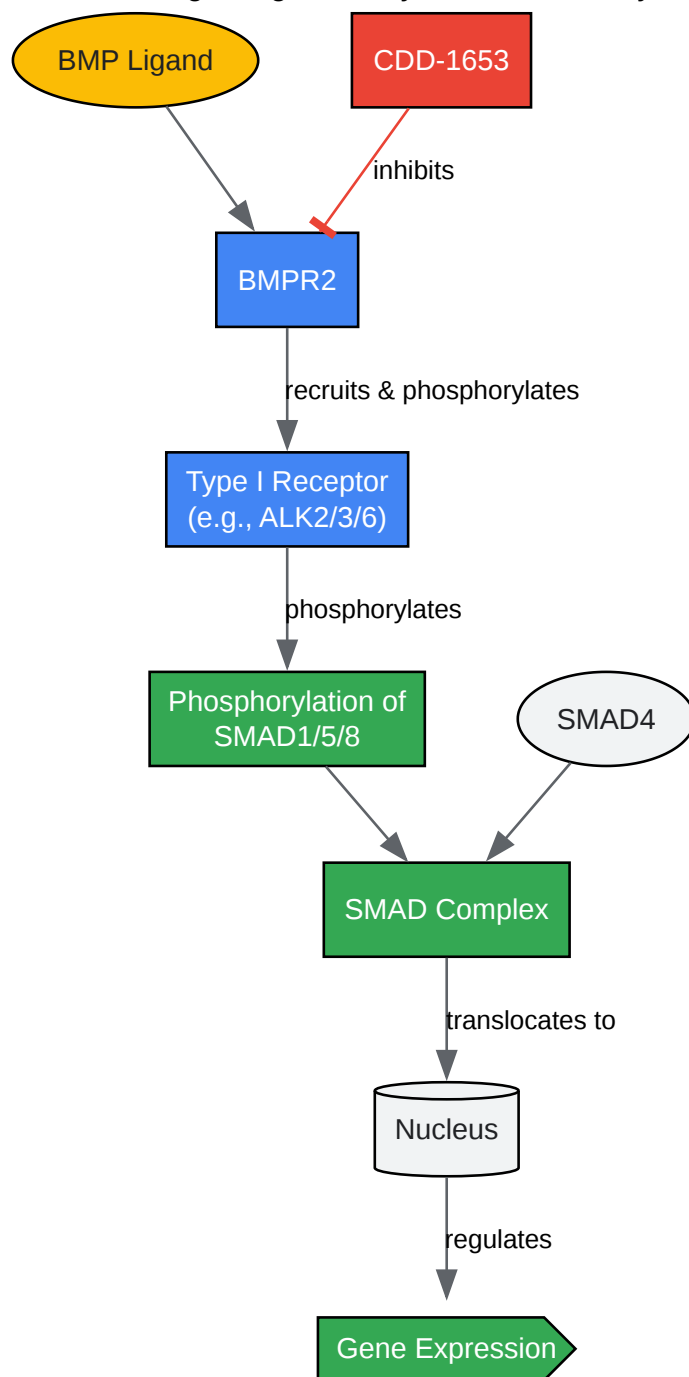 BMP Ligand
CDD-1653
inhibits
BMPR2
recruits & phosphorylates
Type I Receptor
(e.g., ALK2/3/6)
phosphorylates
Phosphorylation of
SMAD1/5/8
SMAD4
SMAD Complex
translocates to
Nucleus
regulates
Gene Expression